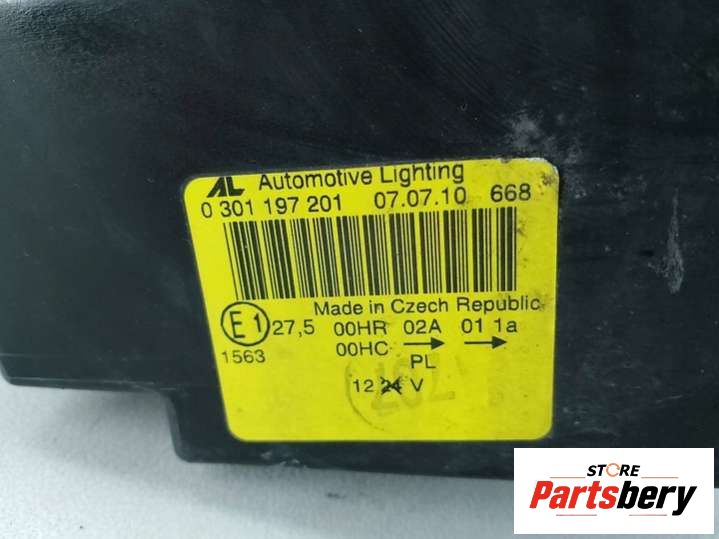 AL Automotive Lighting
0 301 197 201 07.07.10 668
Made in Czech Republic
E1 27,5 00HR 02A 01 1a
1563 00HC → →
PL
12 24 V
STORE
Partsbery